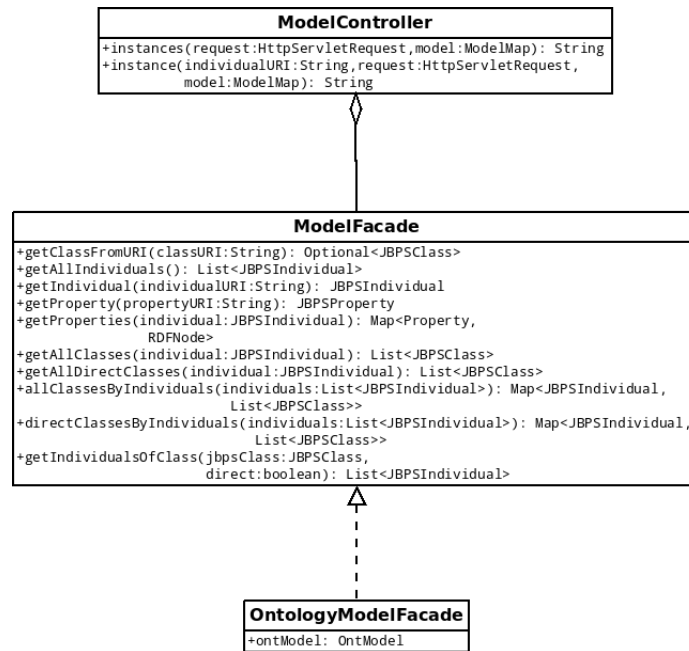 ModelController
+instances(request:HttpServletRequest,model:ModelMap): String
+instance(individualURI:String,request:HttpServletRequest,
model:ModelMap): String
ModelFacade
+getClassFromURI(classURI:String): Optional<JBPSClass>
+getAllIndividuals(): List<JBPSIndividual>
+getIndividual(individualURI:String): JBPSIndividual
+getProperty(propertyURI:String): JBPSProperty
+getProperties(individual:JBPSIndividual): Map<Property,
RDFNode>
+getAllClasses(individual:JBPSIndividual): List<JBPSClass>
+getAllDirectClasses(individual:JBPSIndividual): List<JBPSClass>
+allClassesByIndividuals(individuals:List<JBPSIndividual>): Map<JBPSIndividual,
List<JBPSClass>>
+directClassesByIndividuals(individuals:List<JBPSIndividual>): Map<JBPSIndividual,
List<JBPSClass>>
+getIndividualsOfClass(jbpsClass:JBPSClass,
direct:boolean): List<JBPSIndividual>
OntologyModelFacade
+ontModel: OntModel